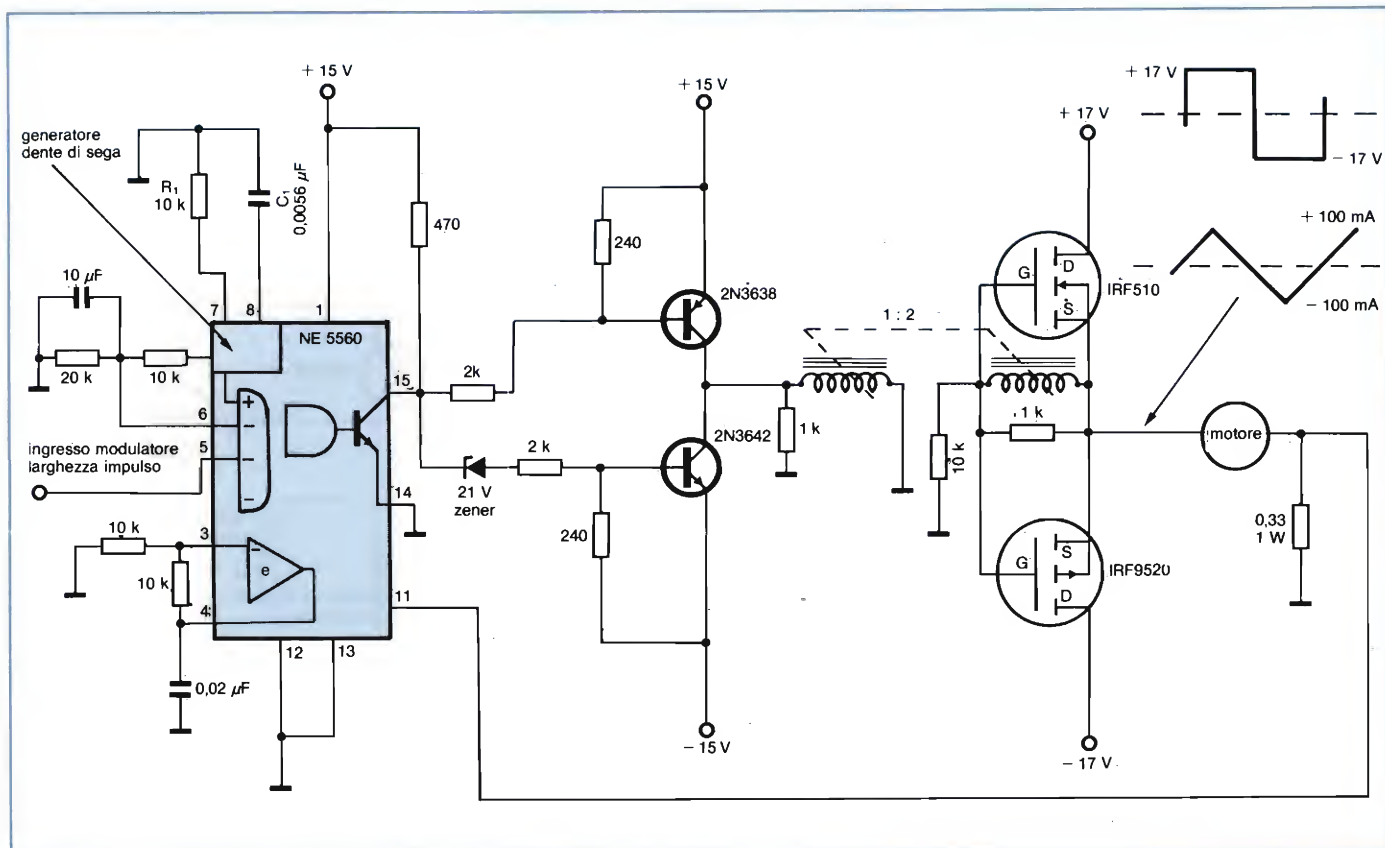 + 15 V
+ 15 V
+ 17 V
+ 17 V
− 17 V
generatore
dente di sega
R1
10 k
C1
0,0056 µF
470
240
+ 100 mA
− 100 mA
10 µF
20 k
10 k
7
8
1
NE 5560
2N3638
1 : 2
G
D
S
IRF510
15
2k
6
5
ingresso modulatore
larghezza impulso
+
−
−
−
2N3642
1 k
10 k
1 k
motore
14
21 V
zener
2 k
240
G
S
D
IRF9520
0,33
1 W
10 k
3
10 k
4
−
e
11
12
13
0,02 µF
− 15 V
− 17 V